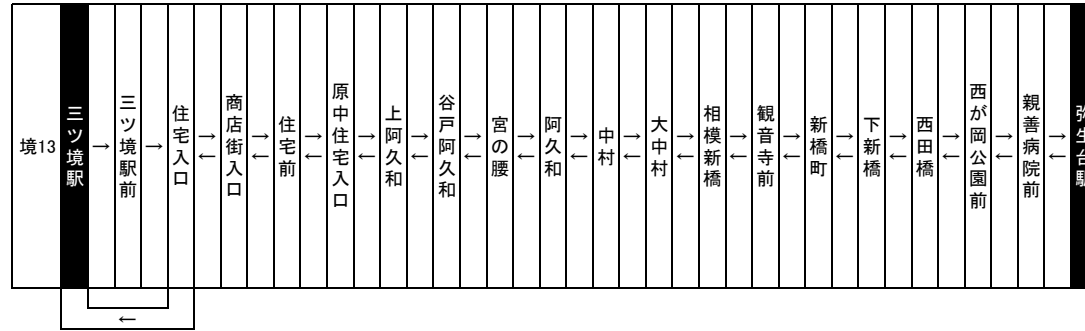 境13
三ツ境駅
→
三ツ境駅前
→
住宅入口
→
←
商店街入口
→
←
住宅前
→
←
原中住宅入口
→
←
上阿久和
→
←
谷戸阿久和
→
←
宮の腰
→
←
阿久和
→
←
中村
→
←
大中村
→
←
相模新橋
→
←
観音寺前
→
←
新橋町
→
←
下新橋
→
←
西田橋
→
←
西が岡公園前
→
←
親善病院前
→
←
弥生台駅
←